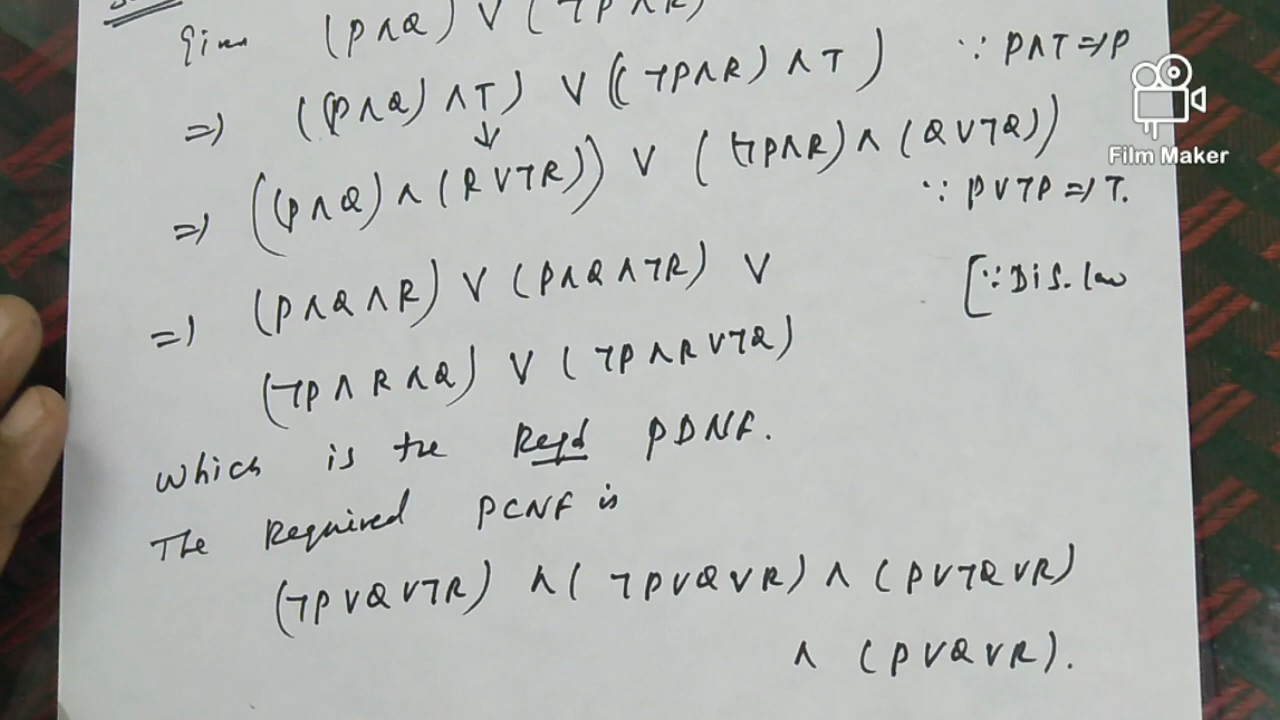 Given (P∧Q) ∨ (¬P∧R)
=> ((P∧Q) ∧T) ∨ ((¬P∧R) ∧T) ∵ P∧T=>P
=> ((P∧Q)∧(R∨¬R)) ∨ (¬P∧R)∧(Q∨¬Q))
∵ P∨¬P=>T.
=> (P∧Q∧R) ∨ (P∧Q∧¬R) ∨ [∵Dis.law
(¬P∧R∧Q) ∨ (¬P∧R∨¬Q)
which is the Reqd PDNF.
The Required PCNF is
(¬P∨Q∨¬R) ∧(¬P∨Q∨R) ∧ (P∨¬Q∨R)
∧ (P∨Q∨R).
Film Maker